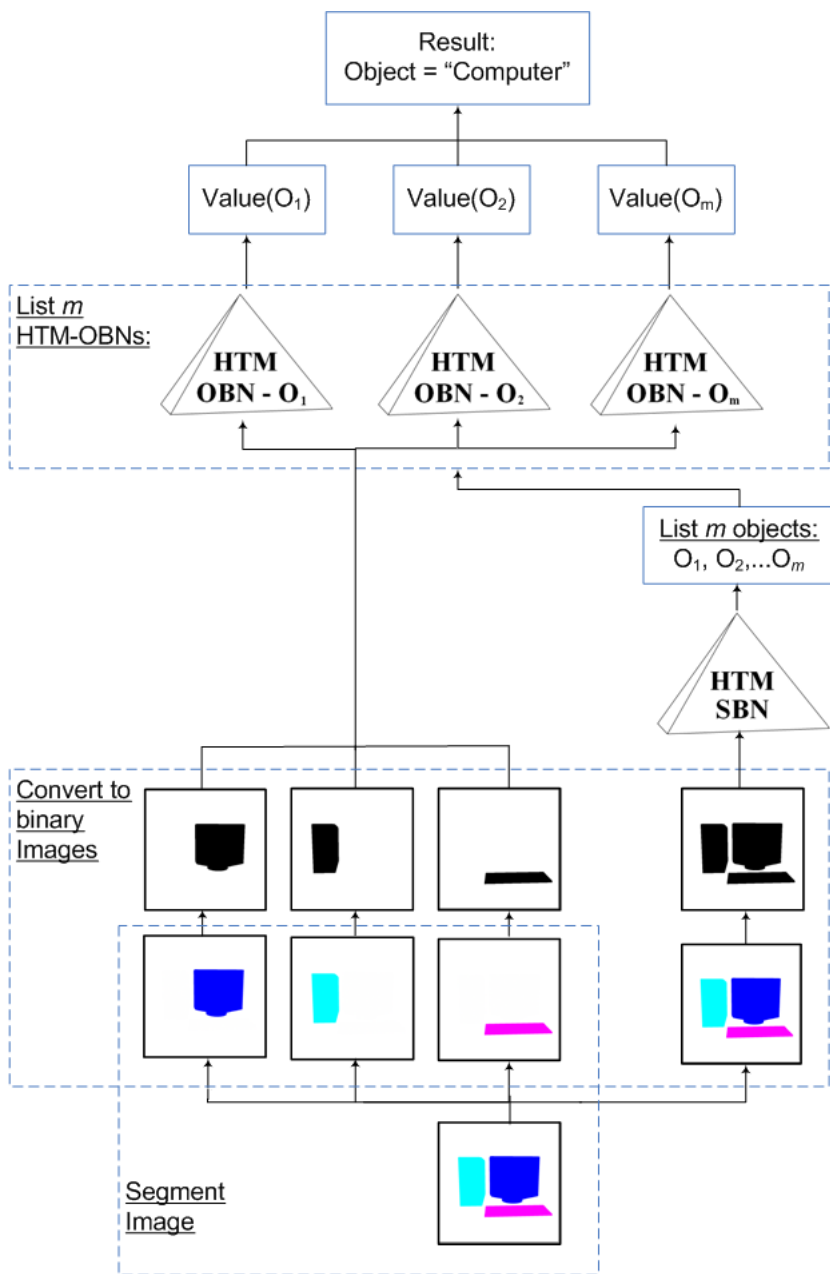 Result:
Object = “Computer”
Value(O₁)
Value(O₂)
Value(Oₘ)
List m
HTM-OBNs:
HTM
OBN - O₁
HTM
OBN - O₂
HTM
OBN - Oₘ
List m objects:
O₁, O₂,...Oₘ
HTM
SBN
Convert to
binary
Images
Segment
Image